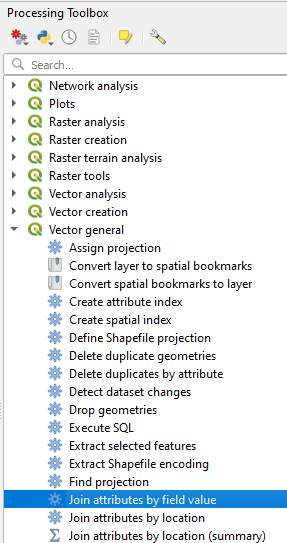 Processing Toolbox
Search...
Network analysis
Plots
Raster analysis
Raster creation
Raster terrain analysis
Raster tools
Vector analysis
Vector creation
Vector general
Assign projection
Convert layer to spatial bookmarks
Convert spatial bookmarks to layer
Create attribute index
Create spatial index
Define Shapefile projection
Delete duplicate geometries
Delete duplicates by attribute
Detect dataset changes
Drop geometries
Execute SQL
Extract selected features
Extract Shapefile encoding
Find projection
Join attributes by field value
Join attributes by location
Join attributes by location (summary)